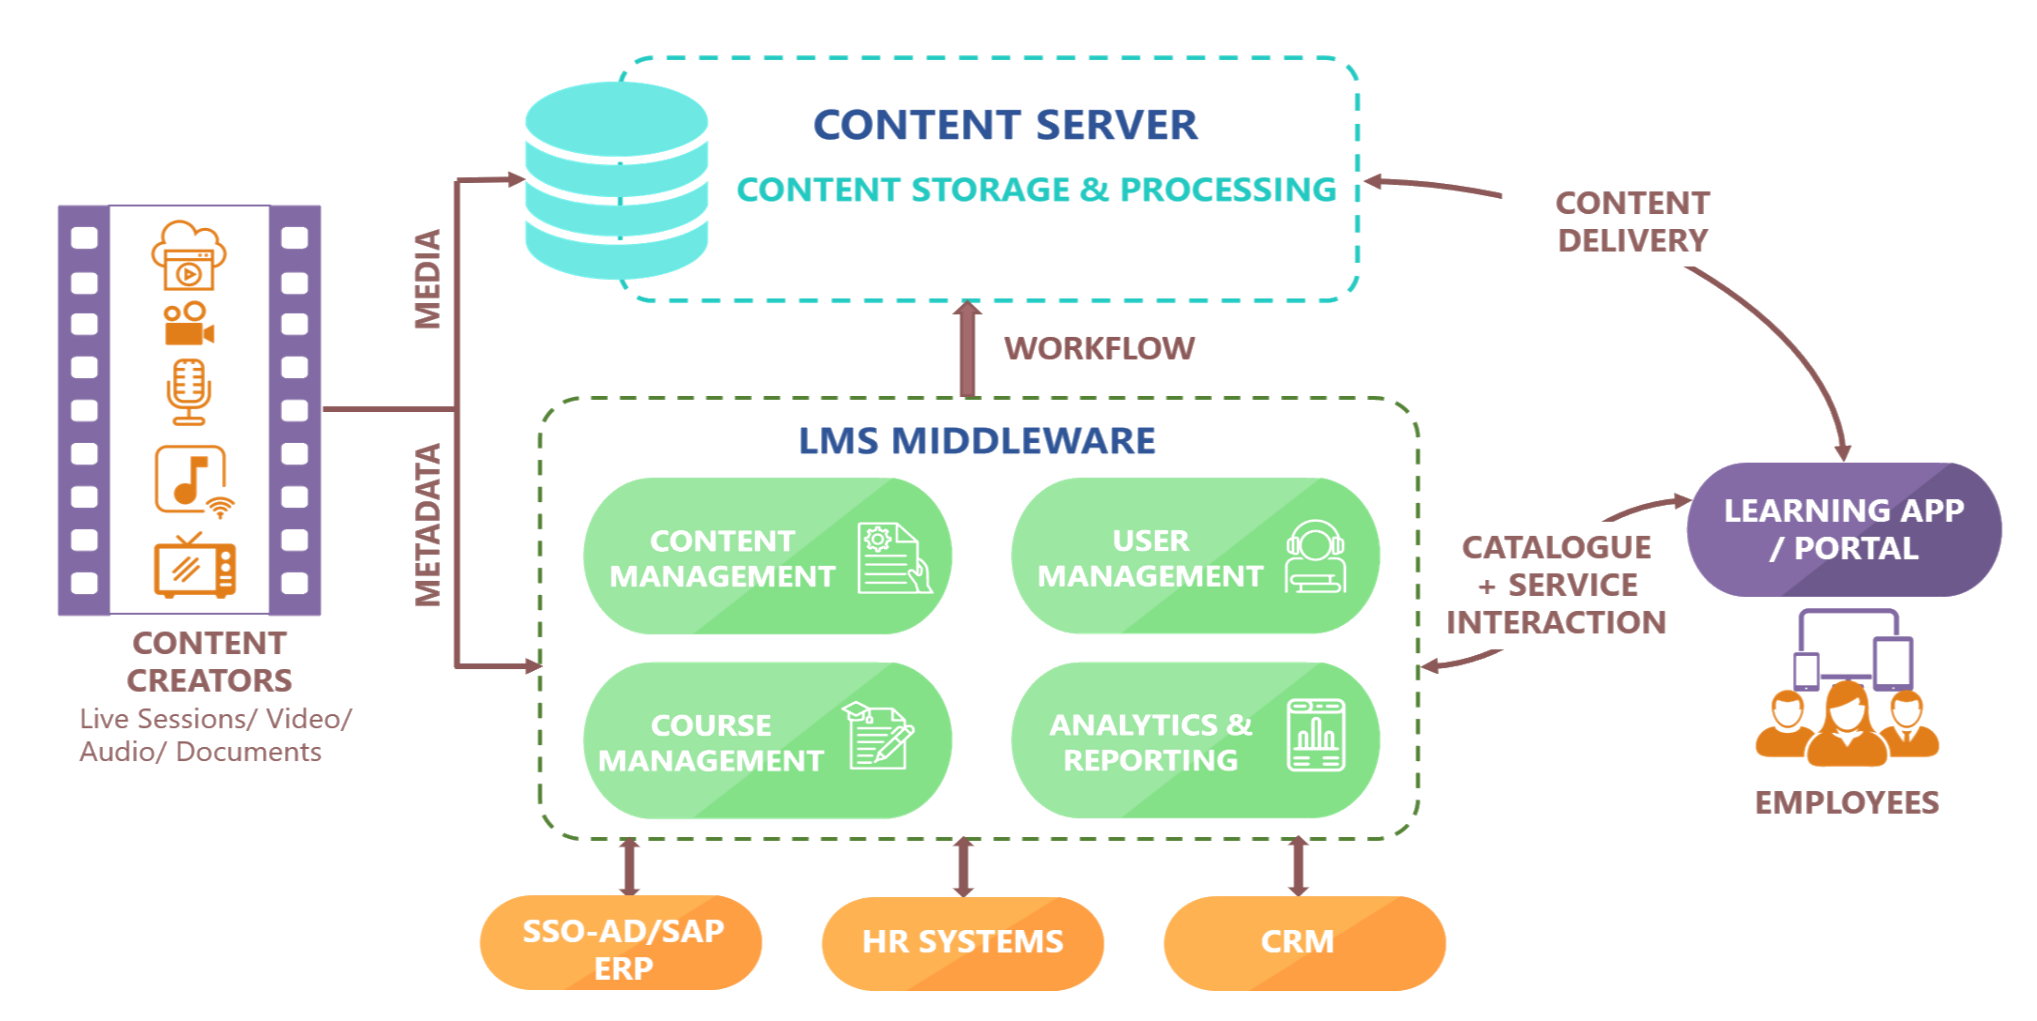 CONTENT SERVER
CONTENT STORAGE & PROCESSING
CONTENT
DELIVERY
MEDIA
WORKFLOW
METADATA
LMS MIDDLEWARE
CONTENT
MANAGEMENT
USER
MANAGEMENT
COURSE
MANAGEMENT
ANALYTICS &
REPORTING
CATALOGUE
+ SERVICE
INTERACTION
LEARNING APP
/ PORTAL
EMPLOYEES
CONTENT
CREATORS
Live Sessions/ Video/
Audio/ Documents
SSO-AD/SAP
ERP
HR SYSTEMS
CRM